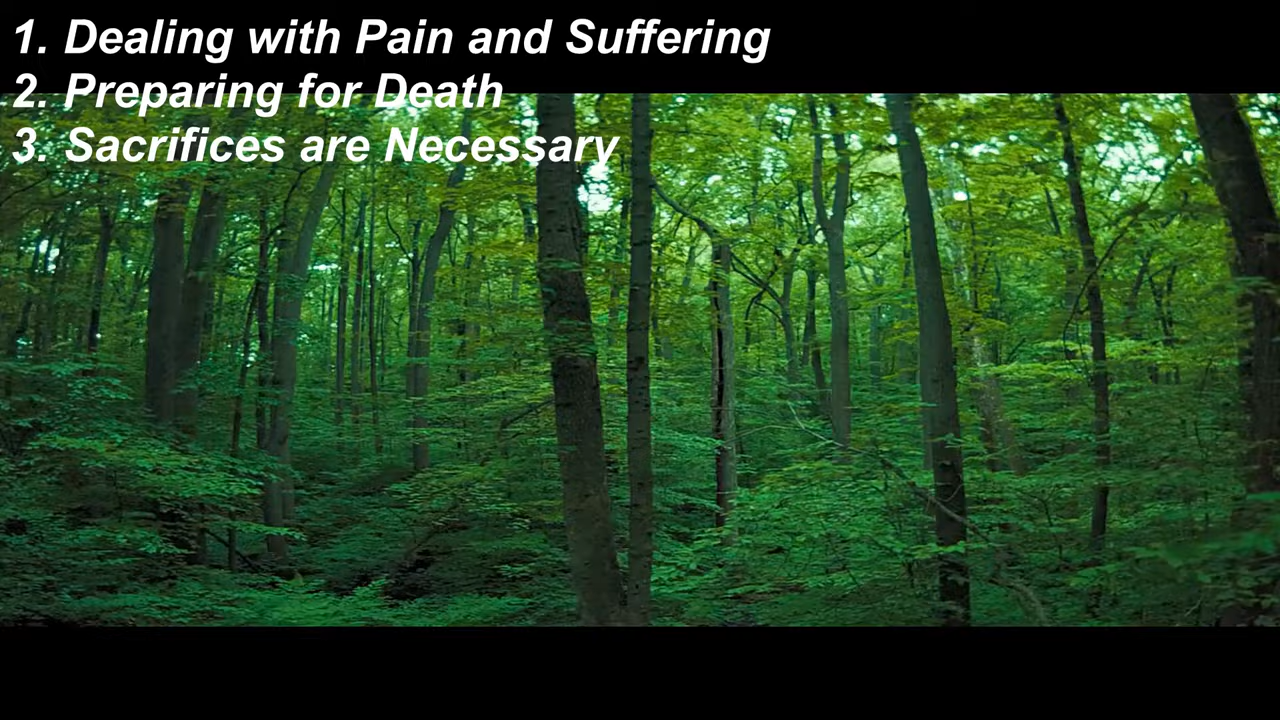 1. Dealing with Pain and Suffering
2. Preparing for Death
3. Sacrifices are Necessary